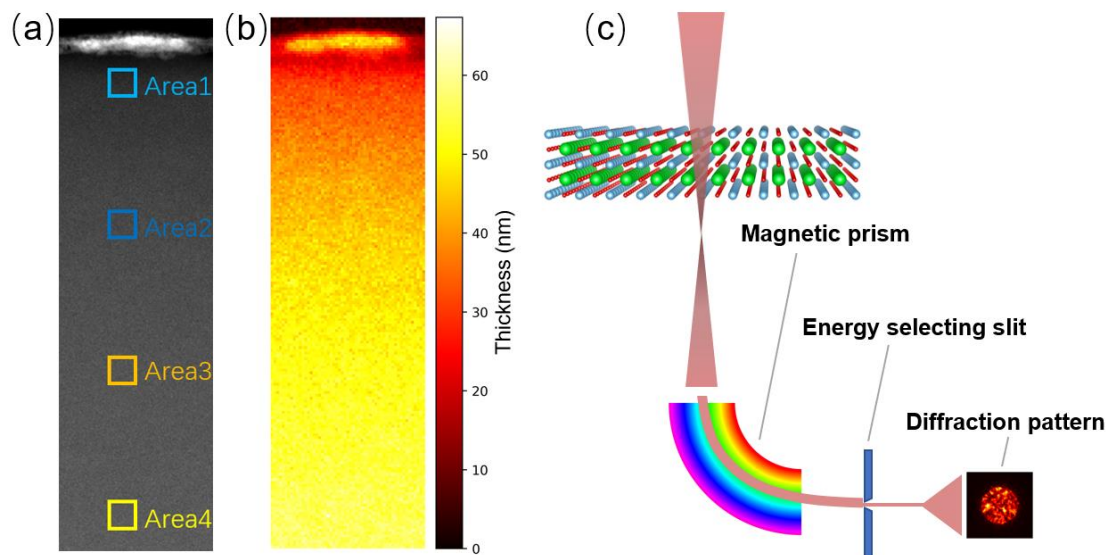 (a)
Area1
Area2
Area3
Area4
(b)
60
50
40
30
20
10
0
Thickness (nm)
(c)
Magnetic prism
Energy selecting slit
Diffraction pattern